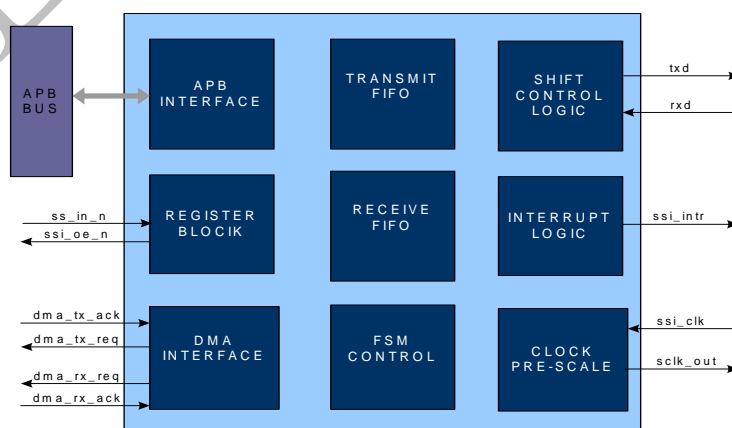 APB
BUS
APB
INTERFACE
TRANSMIT
FIFO
SHIFT
CONTROL
LOGIC
txd
rxd
ss_in_n
ssi_oe_n
REGISTER
BLOCIK
RECEIVE
FIFO
INTERRUPT
LOGIC
ssi_intr
dma_tx_ack
dma_tx_req
dma_rx_req
dma_rx_ack
DMA
INTERFACE
FSM
CONTROL
CLOCK
PRE-SCALE
ssi_clk
sclk_out